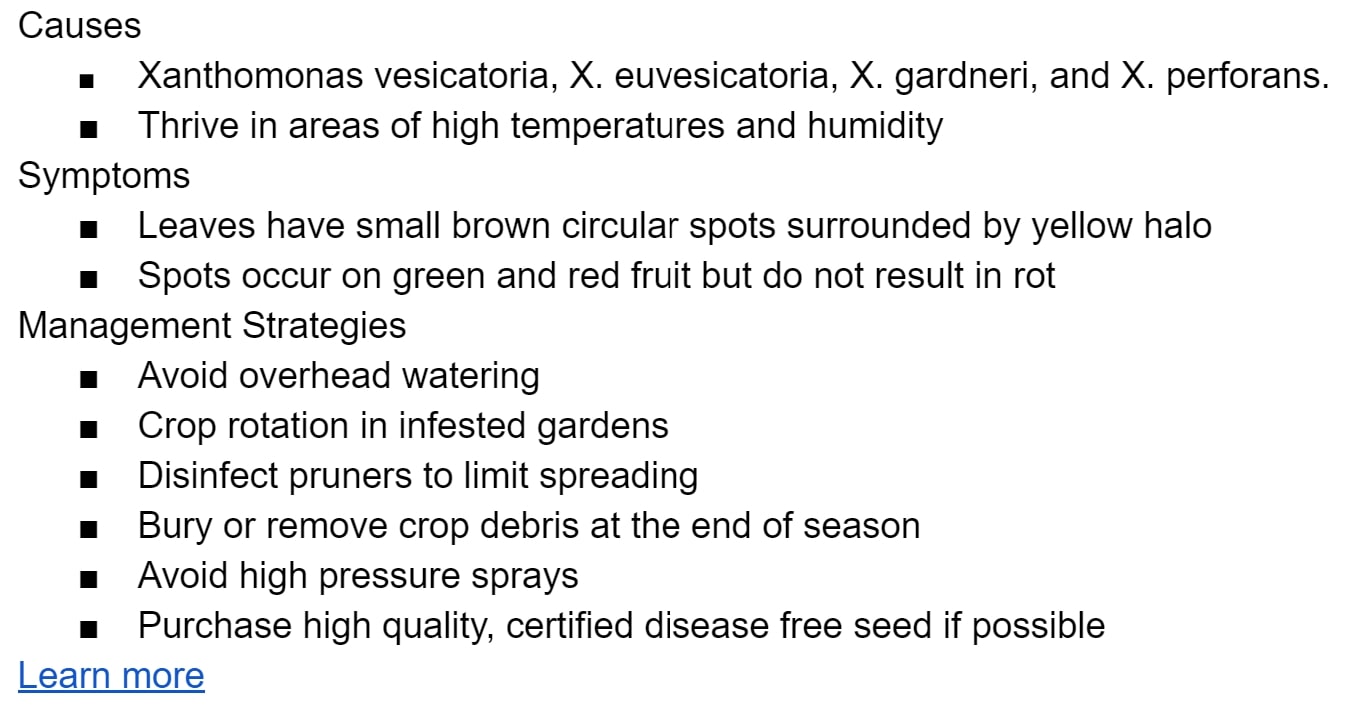 Causes
■ Xanthomonas vesicatoria, X. euvesicatoria, X. gardneri, and X. perforans.
■ Thrive in areas of high temperatures and humidity
Symptoms
■ Leaves have small brown circular spots surrounded by yellow halo
■ Spots occur on green and red fruit but do not result in rot
Management Strategies
■ Avoid overhead watering
■ Crop rotation in infested gardens
■ Disinfect pruners to limit spreading
■ Bury or remove crop debris at the end of season
■ Avoid high pressure sprays
■ Purchase high quality, certified disease free seed if possible
Learn more